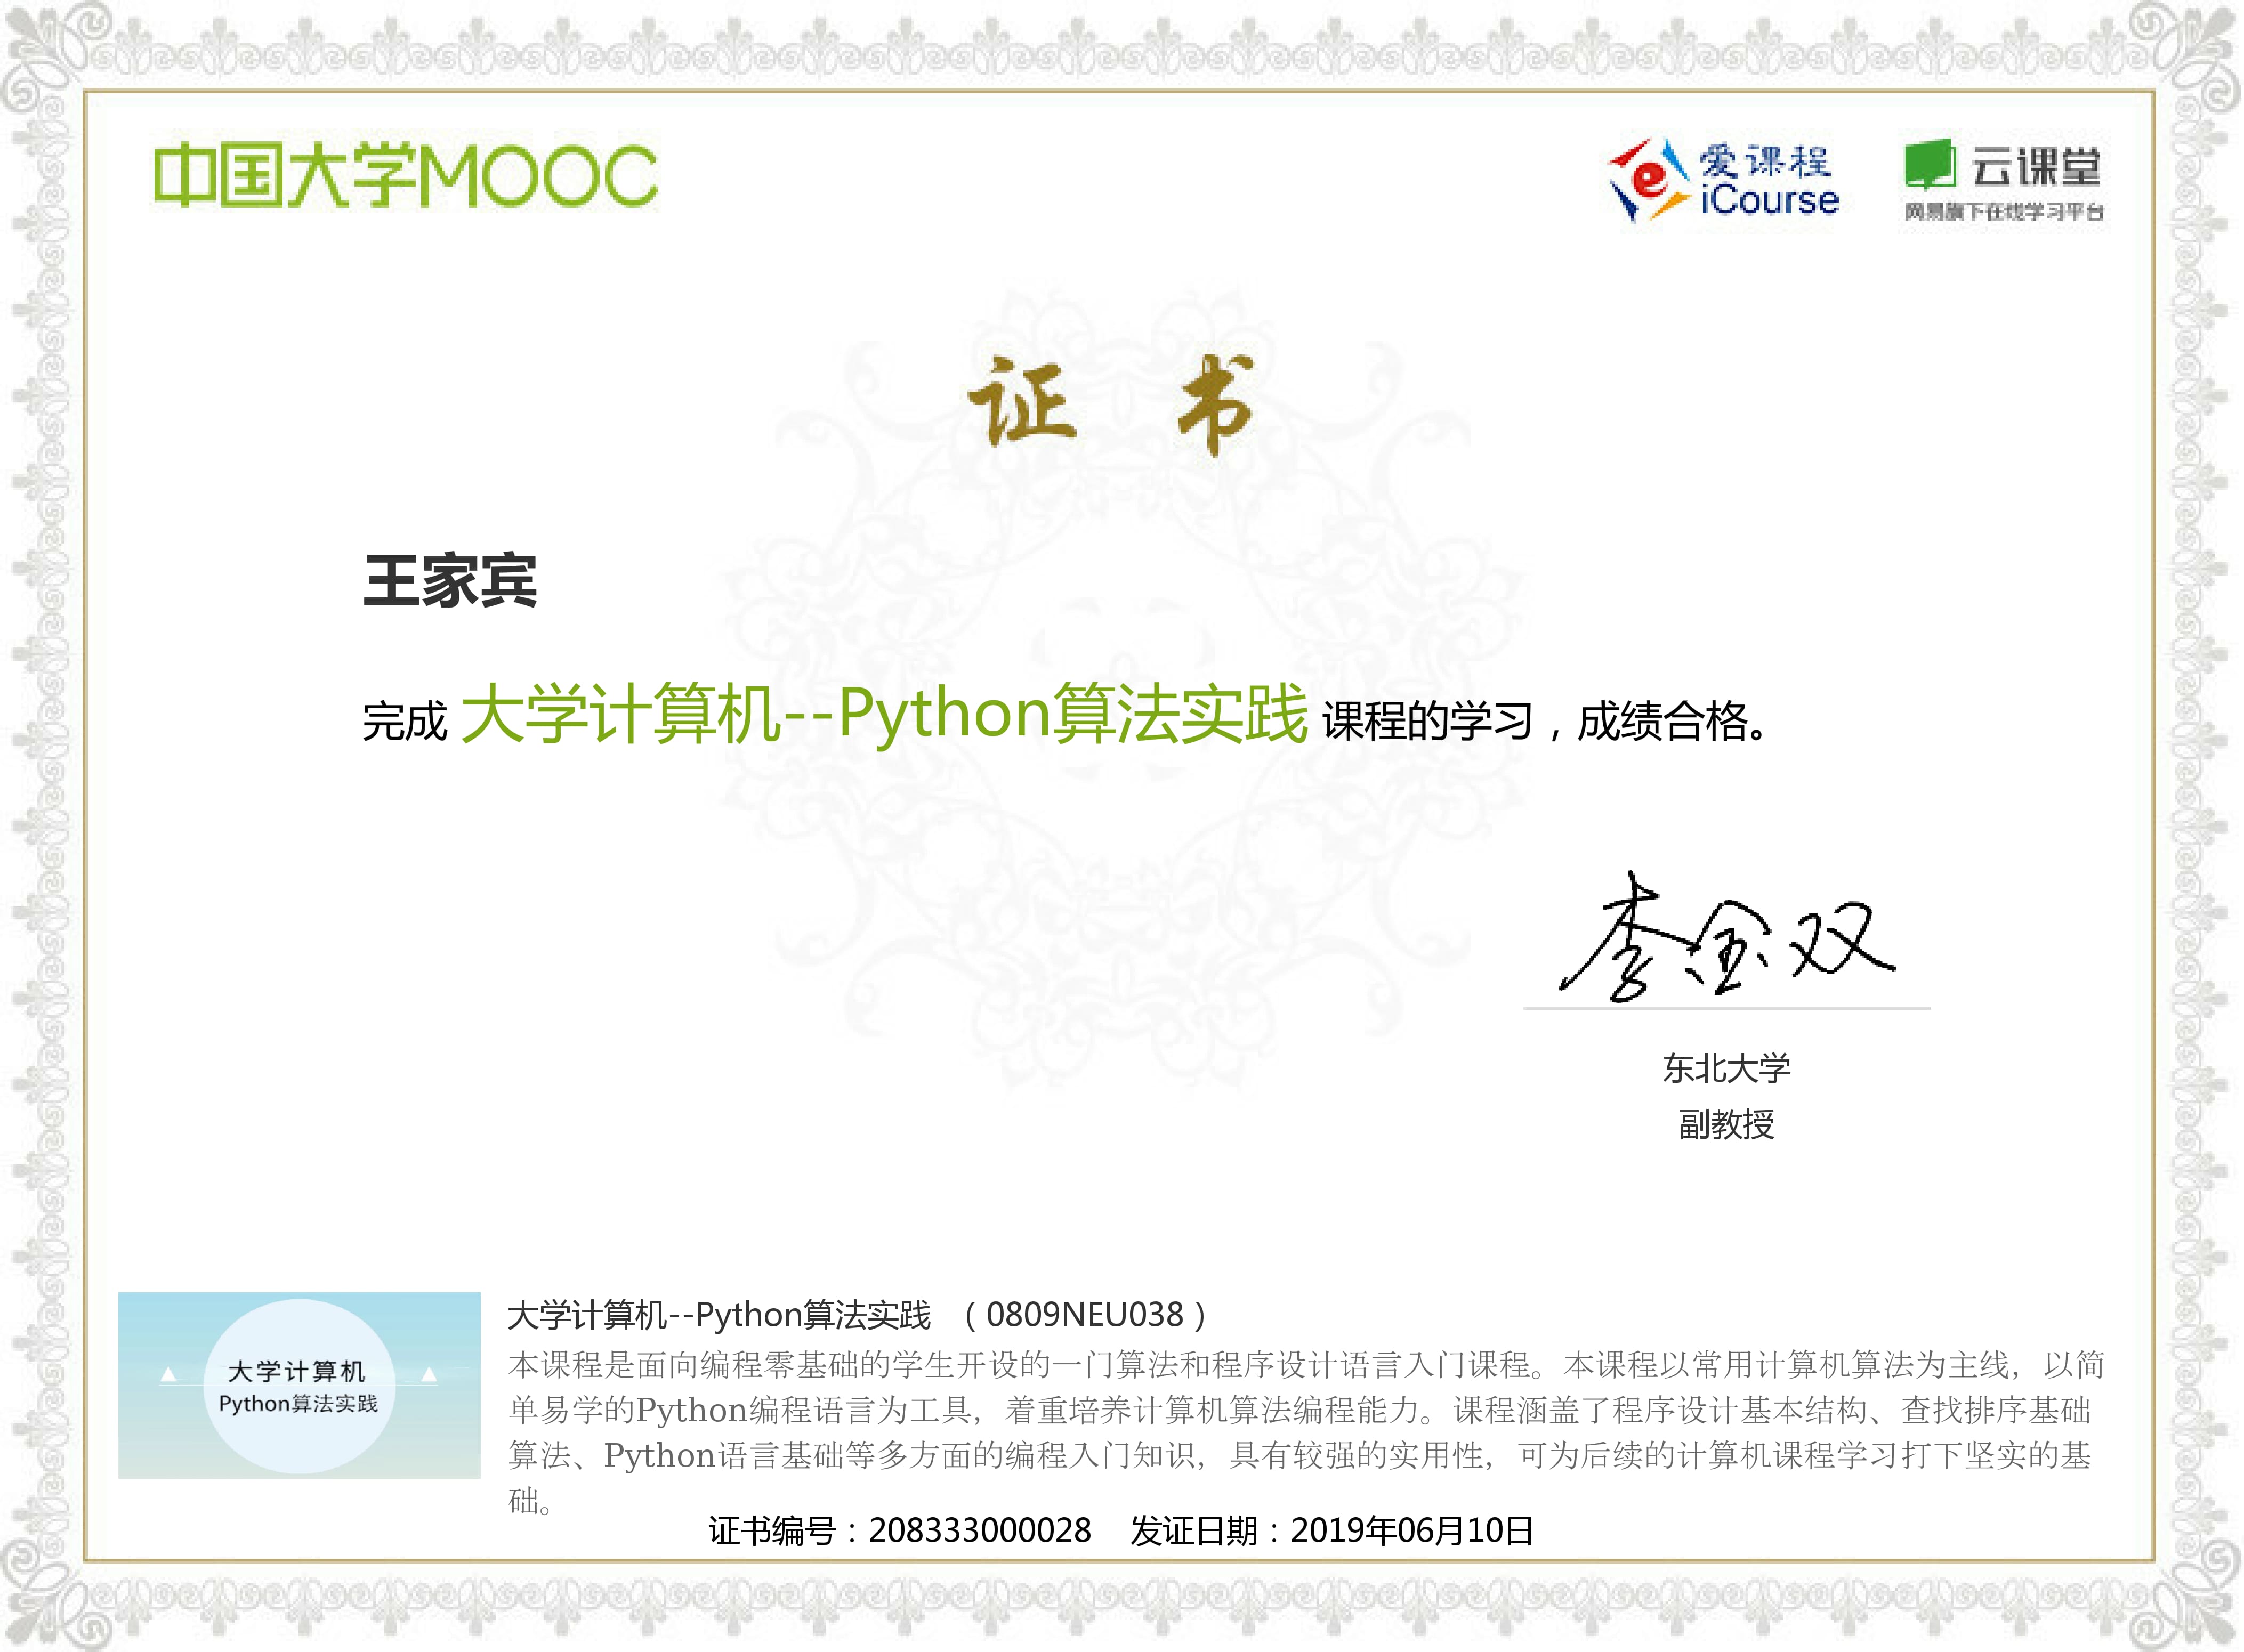 中国大学MOOC
爱课程
iCourse
云课堂
网易旗下在线学习平台
证 书
王家宾
完成 大学计算机--Python算法实践 课程的学习，成绩合格。
李金双
东北大学
副教授
大学计算机
Python算法实践
大学计算机--Python算法实践 （0809NEU038）
本课程是面向编程零基础的学生开设的一门算法和程序设计语言入门课程。本课程以常用计算机算法为主线，以简
单易学的Python编程语言为工具，着重培养计算机算法编程能力。课程涵盖了程序设计基本结构、查找排序基础
算法、Python语言基础等多方面的编程入门知识，具有较强的实用性，可为后续的计算机课程学习打下坚实的基
础。
证书编号：208333000028 发证日期：2019年06月10日